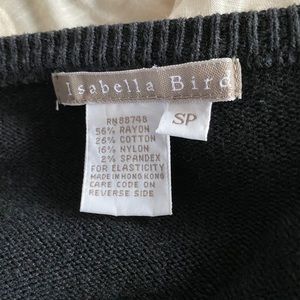 Isabella Bird
SP
RN88748
56% RAYON
26% COTTON
16% NYLON
2% SPANDEX
FOR ELASTICITY
MADE IN HONG KONG
CARE CODE ON
REVERSE SIDE